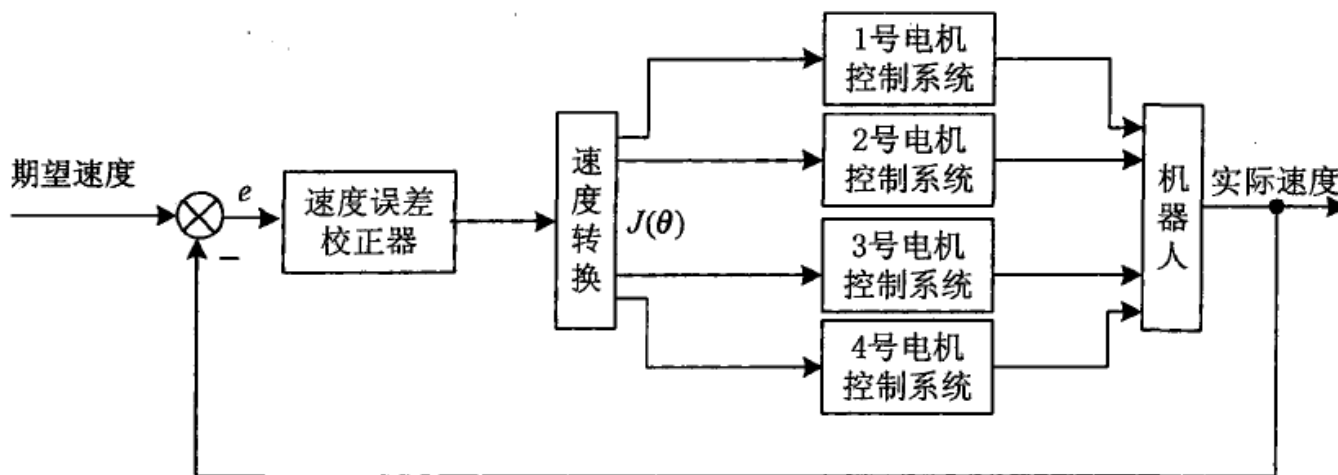 期望速度
e
−
速度误差
校正器
速
度
转
换
J(θ)
1号电机
控制系统
2号电机
控制系统
3号电机
控制系统
4号电机
控制系统
机
器
人
实际速度